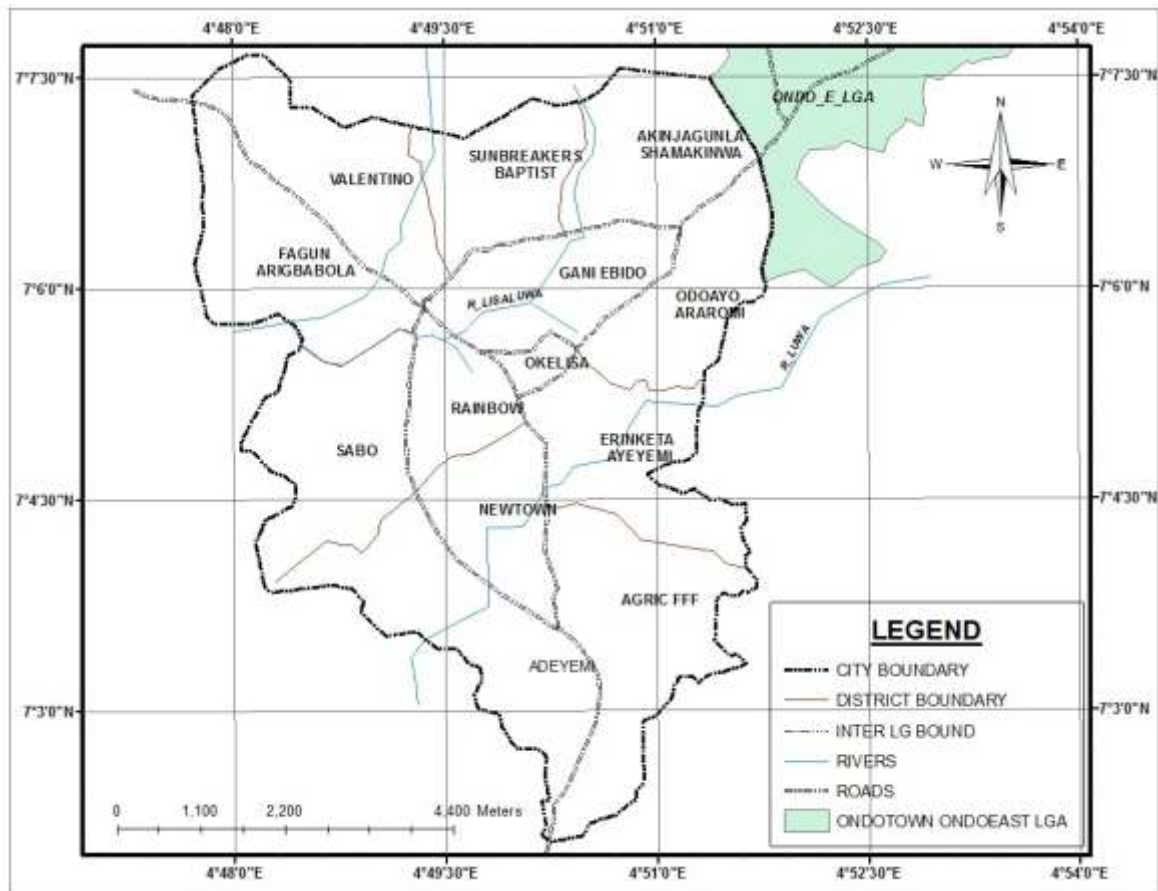 4°48'0"E 4°49'30"E 4°51'0"E 4°52'30"E 4°54'0"E
7°7'30"N 7°7'30"N
ONDO_E_LGA
N
AKINJAGUNLA
SHAMAKINWA
SUNBREAKERS
BAPTIST
W E
VALENTINO
S
FAGUN
ARIGBABOLA
GANI EBIDO
7°6'0"N 7°6'0"N
R_LISALUWA
ODOAYO
ARAROMI
R_LUWA
OKELISA
RAINBOW
ERINKETA
AYEYEMI
SABO
7°4'30"N 7°4'30"N
NEWTOWN
AGRIC FFF
LEGEND
ADEYEMI
CITY BOUNDARY
DISTRICT BOUNDARY
7°3'0"N 7°3'0"N
INTER LG BOUND
RIVERS
ROADS
ONDOTOWN ONDOEAST LGA
0 1,100 2,200 4,400 Meters
4°48'0"E 4°49'30"E 4°51'0"E 4°52'30"E 4°54'0"E